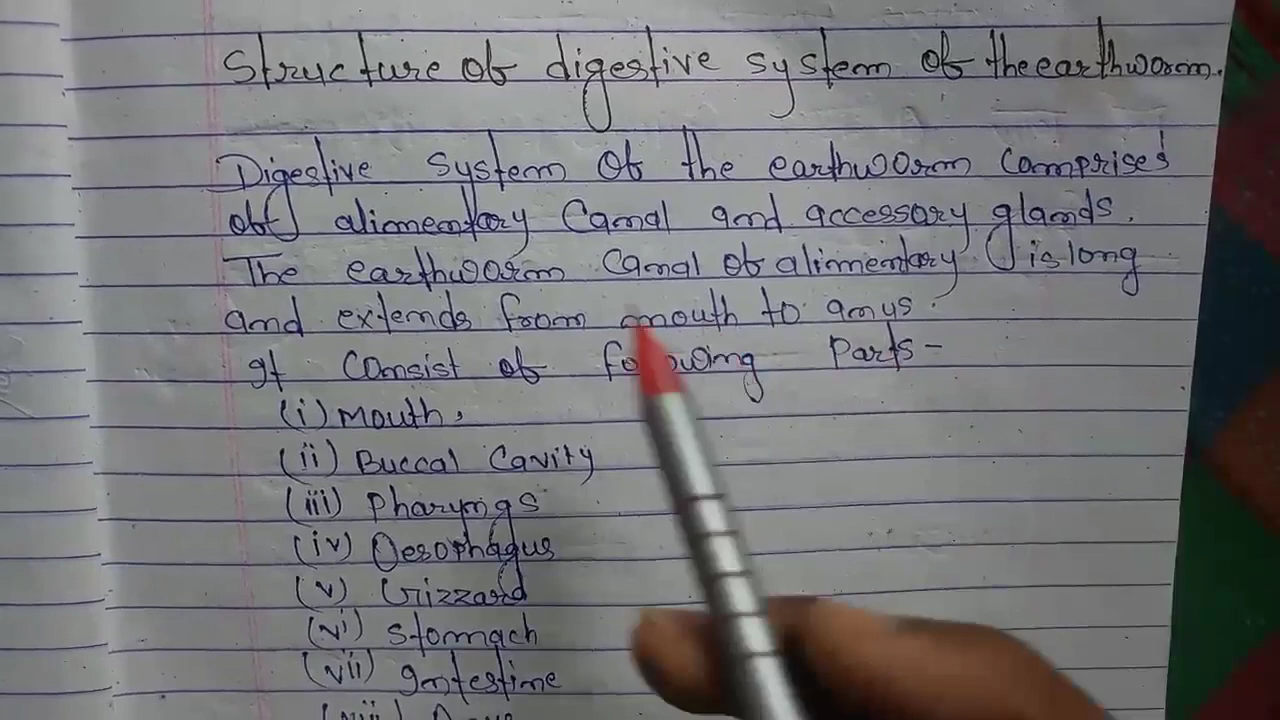 Structure of digestive system of the earthworm.
Digestive system of the earthworm comprises
of alimentary canal and accessory glands.
The earthworm canal of alimentary is long
and extends from mouth to anus.
It consist of following parts-
(i) Mouth,
(ii) Buccal Cavity
(iii) Pharyngs
(iv) Oesophagus
(v) Gizzard
(vi) Stomach
(vii) Intestine